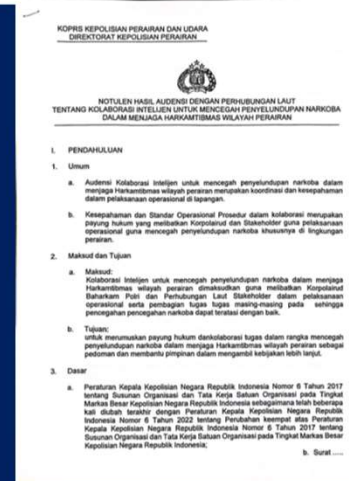 KOPRS KEPOLISIAN PERAIRAN DAN UDARA
DIREKTORAT KEPOLISIAN PERAIRAN
NOTULEN HASIL AUDENSI DENGAN PERHUBUNGAN LAUT
TENTANG KOLABORASI INTELIJEN UNTUK MENCEGAH PENYELUNDUPAN NARKOBA
DALAM MENJAGA HARKAMTIBMAS WILAYAH PERAIRAN
I. PENDAHULUAN
1. Umum
a. Audensi Kolaborasi Intelijen untuk mencegah penyelundupan narkoba dalam
menjaga Harkamtibmas wilayah perairan merupakan koordinasi dan kesepahaman
dalam pelaksanaan operasional di lapangan.
b. Kesepahaman dan Standar Operasional Prosedur dalam kolaborasi merupakan
payung hukum yang melibatkan Korpolairud dan Stakeholder guna pelaksanaan
operasional guna mencegah penyelundupan narkoba khususnya di lingkungan
perairan.
2. Maksud dan Tujuan
a. Maksud:
Kolaborasi Intelijen untuk mencegah penyelundupan narkoba dalam menjaga
Harkamtibmas wilayah perairan dimaksudkan guna melibatkan Korpolairud
Baharkam Polri dan Perhubungan Laut Stakeholder dalam pelaksanaan
operasional serta pembagian tugas tugas masing-masing pada sehingga
pencegahan pencegahan narkoba dapat teralasi dengan baik.
b. Tujuan:
untuk merumuskan payung hukum dankolaborasi tugas dalam rangka mencegah
penyelundupan narkoba dalam menjaga Harkamtibmas wilayah perairan sebagai
pedoman dan membantu pimpinan dalam mengambil kebijakan lebih lanjut.
3. Dasar
a. Peraturan Kepala Kepolisian Negara Republik Indonesia Nomor 6 Tahun 2017
tentang Susunan Organisasi dan Tata Kerja Satuan Organisasi pada Tingkat
Markas Besar Kepolisian Negara Republik Indonesia sebagaimana telah beberapa
kali diubah terakhir dengan Peraturan Kepala Kepolisian Negara Republik
Indonesia Nomor 6 Tahun 2022 tentang Perubahan keempat atas Peraturan
Kepala Kepolisian Negara Republik Indonesia Nomor 6 Tahun 2017 tentang
Susunan Organisasi dan Tata Kerja Satuan Organisasi pada Tingkat Markas Besar
Kepolisian Negara Republik Indonesia;
b. Surat .....